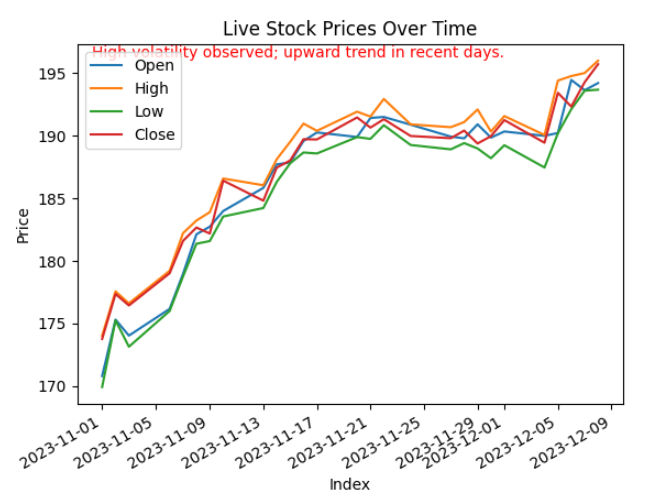 Live Stock Prices Over Time
High volatility observed; upward trend in recent days.
Open
High
Low
Close
195
190
185
180
175
170
Price
2023-11-01
2023-11-05
2023-11-09
2023-11-13
2023-11-17
2023-11-21
2023-11-25
2023-11-29
2023-12-01
2023-12-05
2023-12-09
Index